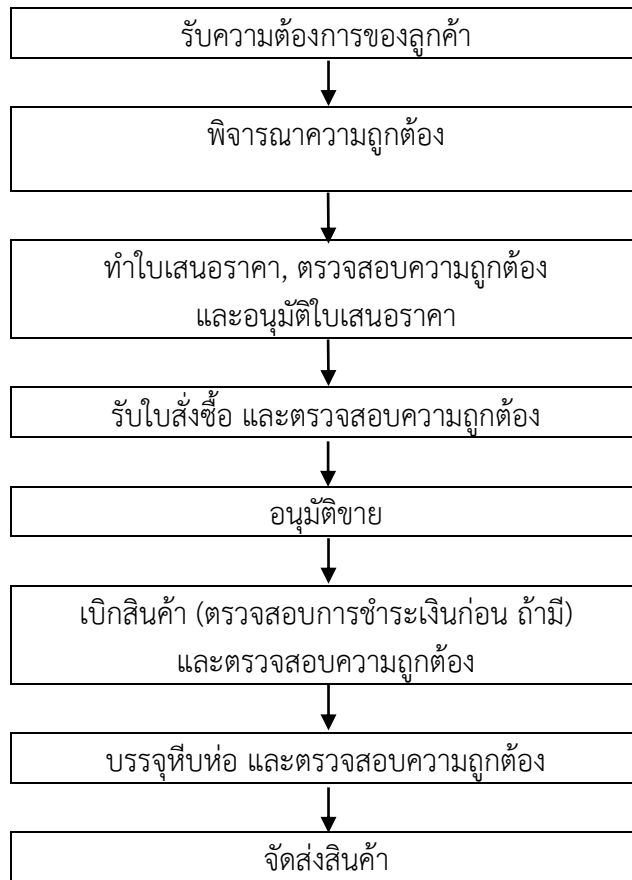 รับความต้องการของลูกค้า
พิจารณาความถูกต้อง
ทำใบเสนอราคา, ตรวจสอบความถูกต้อง
และอนุมัติใบเสนอราคา
รับใบสั่งซื้อ และตรวจสอบความถูกต้อง
อนุมัติขาย
เบิกสินค้า (ตรวจสอบการชำระเงินก่อน ถ้ามี)
และตรวจสอบความถูกต้อง
บรรจุหีบห่อ และตรวจสอบความถูกต้อง
จัดส่งสินค้า